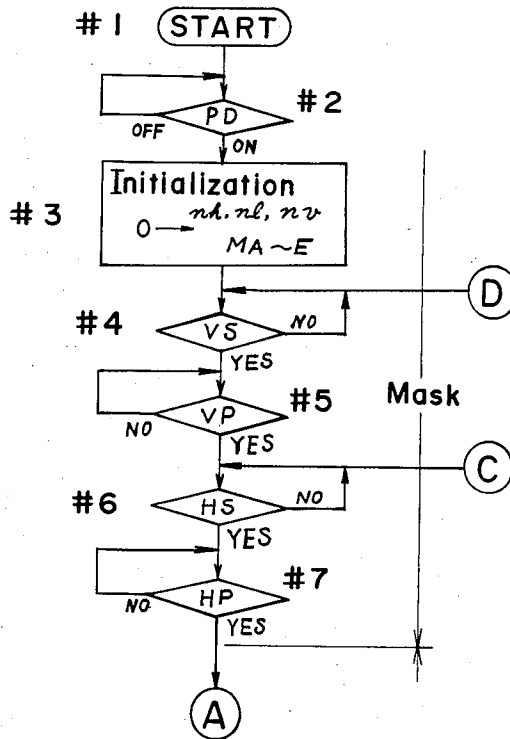 #1 START
#2
PD
OFF
ON
Initialization
#3
nh, nl, nv
0→
MA~E
D
#4
VS
NO
YES
Mask
#5
VP
NO
YES
C
#6
HS
NO
YES
#7
HP
NO
YES
A